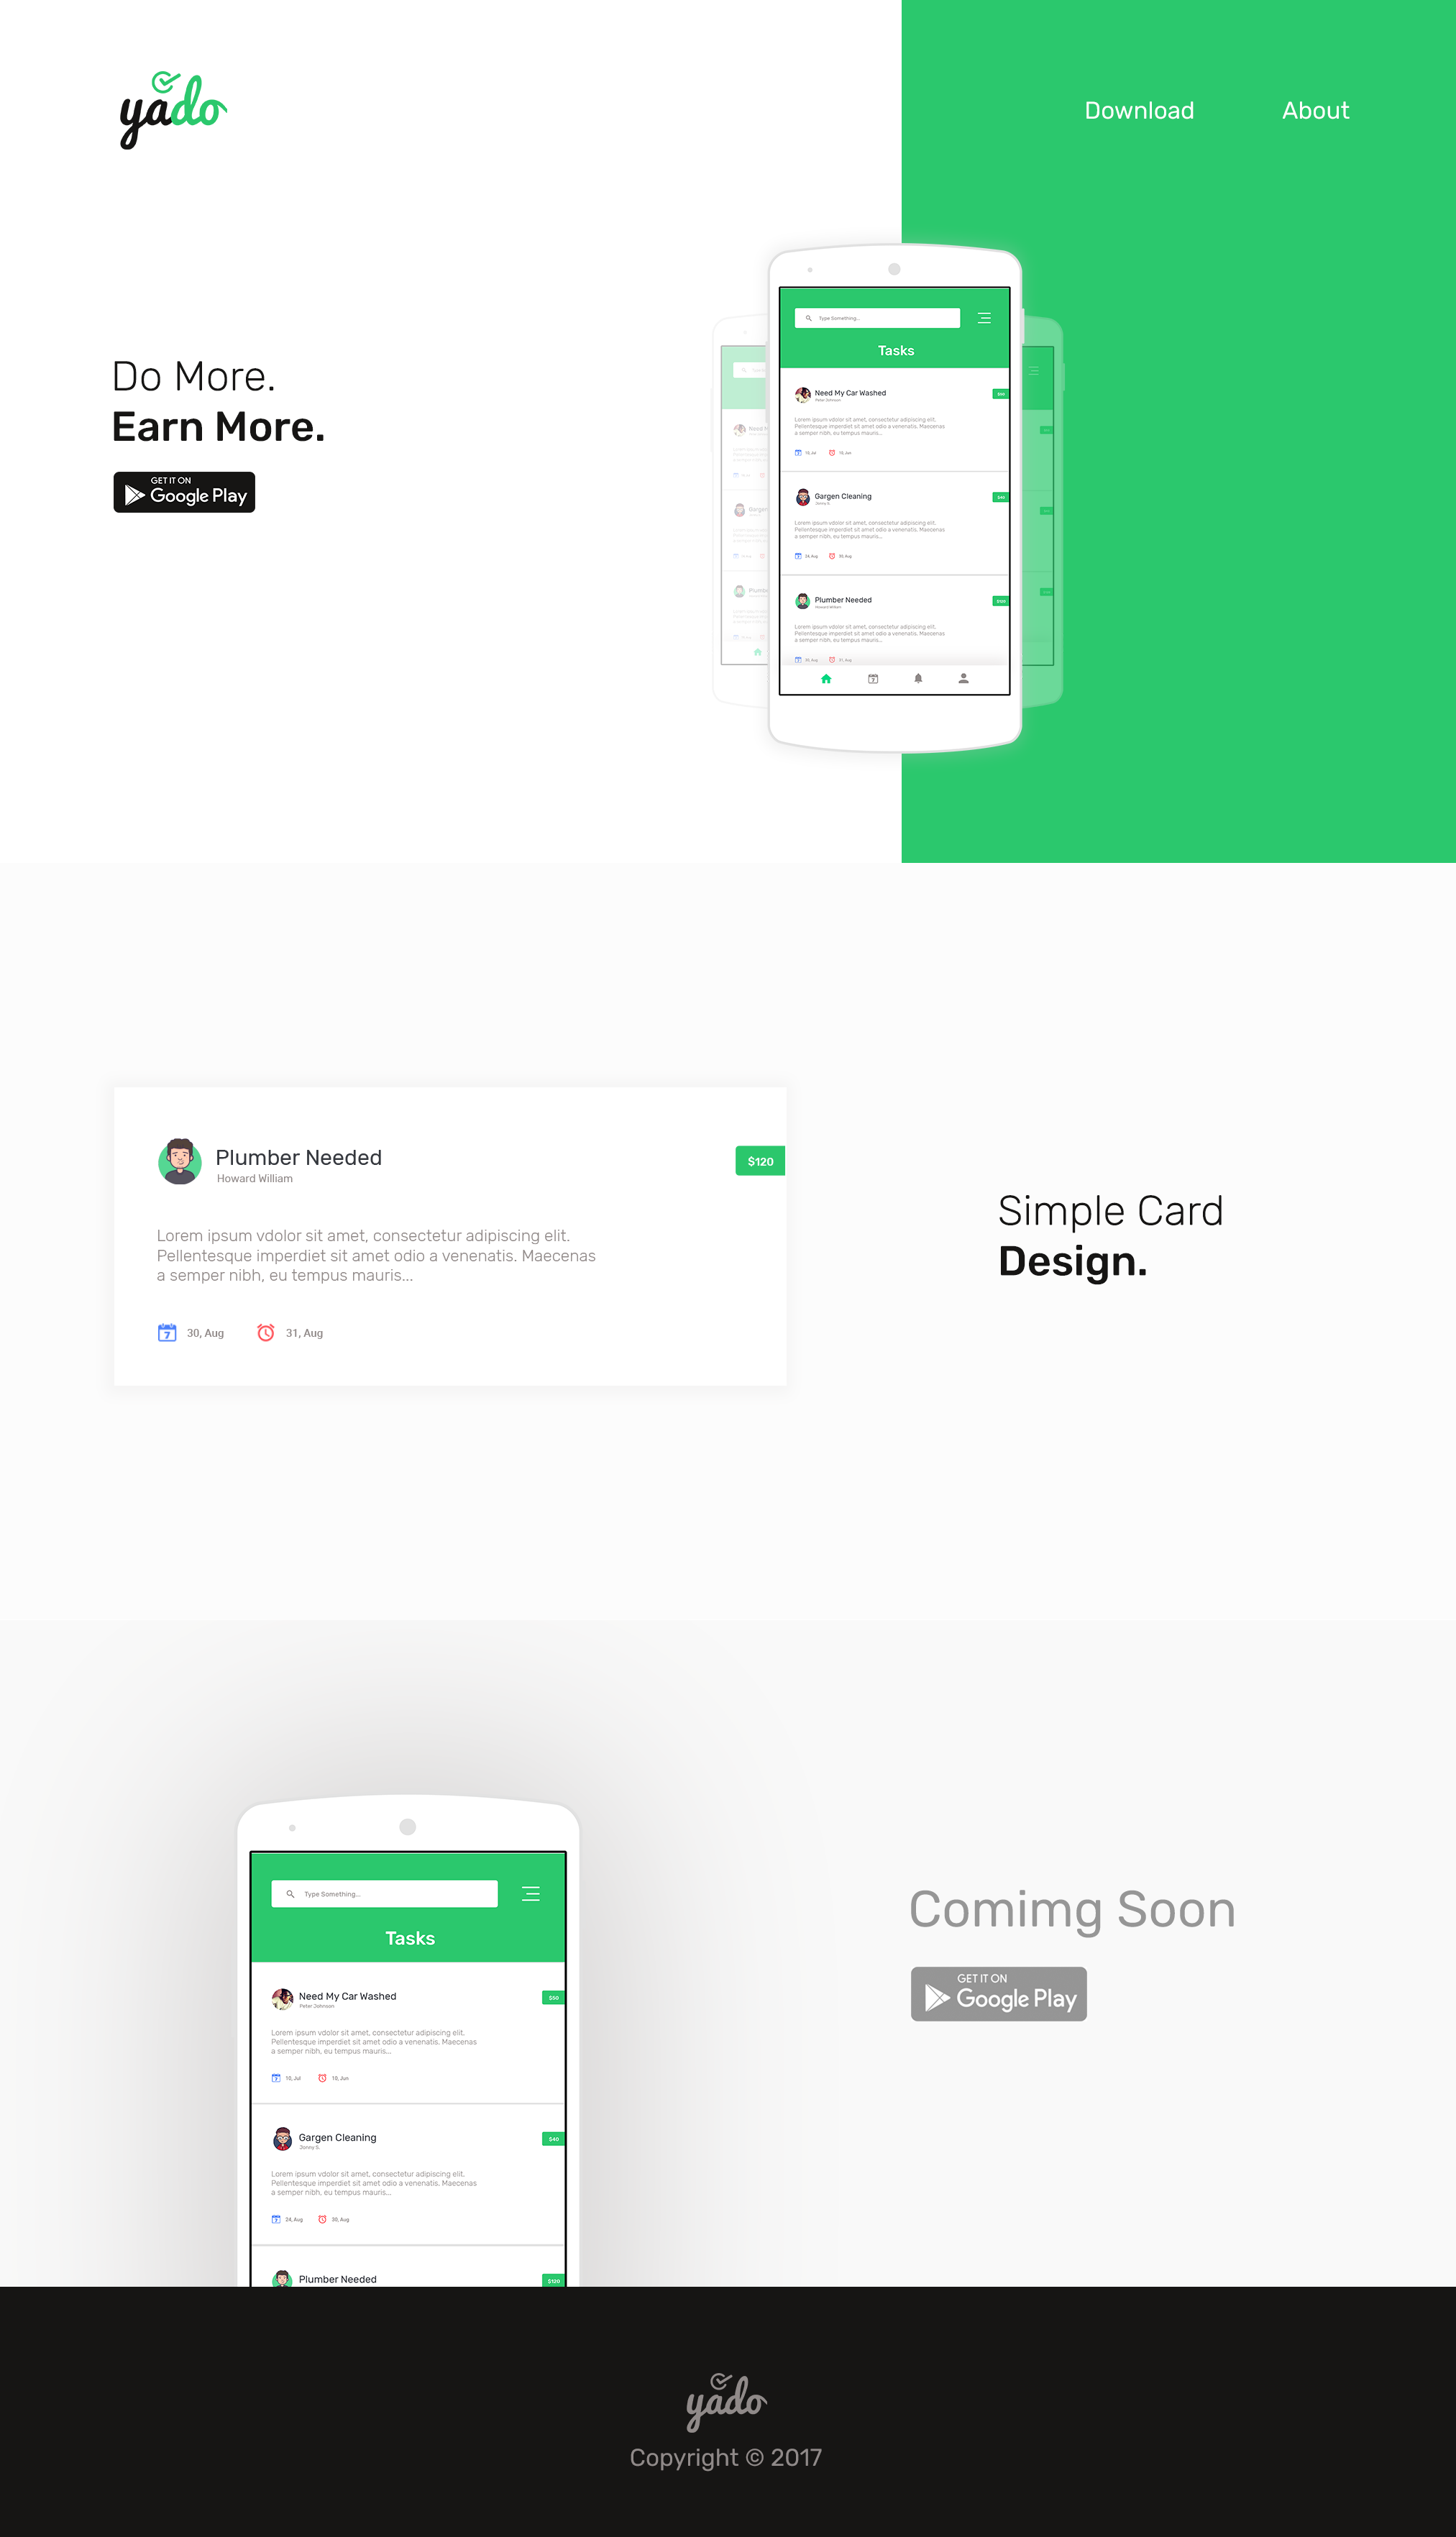 yado
Download
About
Do More.
Earn More.
GET IT ON
Google Play
Type Something...
Tasks
Need My Car Washed
Peter Johnson
$50
Lorem ipsum vdolor sit amet, consectetur adipiscing elit.
Pellentesque imperdiet sit amet odio a venenatis. Maecenas
a semper nibh, eu tempus mauris...
10, Jul
10, Jun
Gargen Cleaning
Jonny S.
$40
Lorem ipsum vdolor sit amet, consectetur adipiscing elit.
Pellentesque imperdiet sit amet odio a venenatis. Maecenas
a semper nibh, eu tempus mauris...
24, Aug
30, Aug
Plumber Needed
Howard William
$120
Lorem ipsum vdolor sit amet, consectetur adipiscing elit.
Pellentesque imperdiet sit amet odio a venenatis. Maecenas
a semper nibh, eu tempus mauris...
30, Aug
31, Aug
7
Plumber Needed
Howard William
$120
Lorem ipsum vdolor sit amet, consectetur adipiscing elit.
Pellentesque imperdiet sit amet odio a venenatis. Maecenas
a semper nibh, eu tempus mauris...
7
30, Aug
31, Aug
Simple Card
Design.
Type Something...
Tasks
Need My Car Washed
Peter Johnson
$50
Lorem ipsum vdolor sit amet, consectetur adipiscing elit.
Pellentesque imperdiet sit amet odio a venenatis. Maecenas
a semper nibh, eu tempus mauris...
10, Jul
10, Jun
Gargen Cleaning
Jonny S.
$40
Lorem ipsum vdolor sit amet, consectetur adipiscing elit.
Pellentesque imperdiet sit amet odio a venenatis. Maecenas
a semper nibh, eu tempus mauris...
24, Aug
30, Aug
Plumber Needed
$120
Comimg Soon
GET IT ON
Google Play
yado
Copyright © 2017